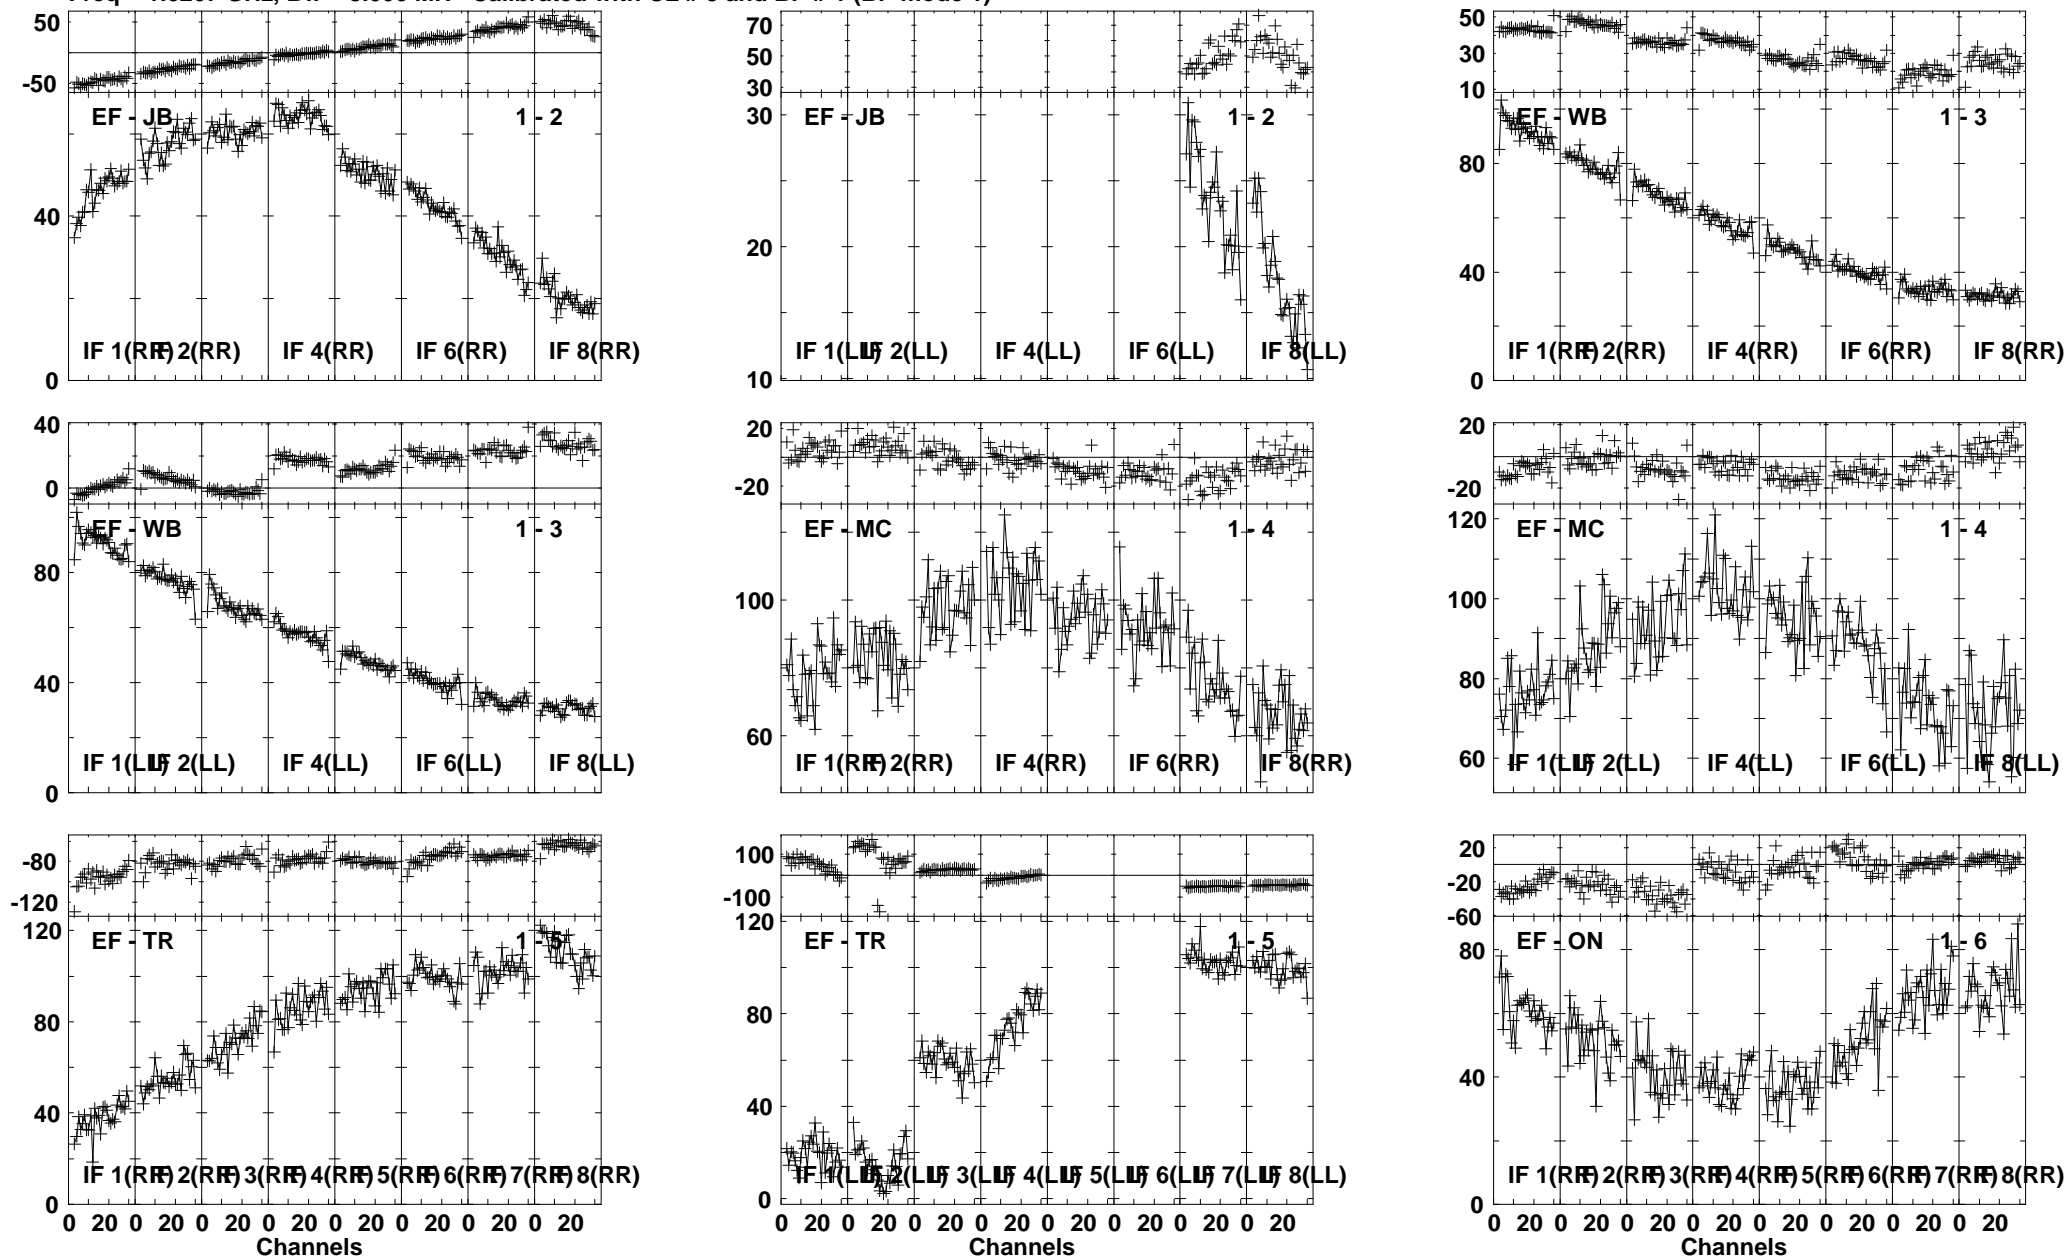 Calibrated with and
50
-50
EF - JB 1 - 2
40
0
IF 1(RR) IF 2(RR) IF 4(RR) IF 6(RR) IF 8(RR)
70
50
30
EF - JB 1 - 2
30
20
10
IF 1(LL) IF 2(LL) IF 4(LL) IF 6(LL) IF 8(LL)
50
30
10
EF - WB 1 - 3
80
40
0
IF 1(RR) IF 2(RR) IF 4(RR) IF 6(RR) IF 8(RR)
40
0
EF - WB 1 - 3
80
40
0
IF 1(LL) IF 2(LL) IF 4(LL) IF 6(LL) IF 8(LL)
20
-20
EF - MC 1 - 4
100
60
IF 1(RR) IF 2(RR) IF 4(RR) IF 6(RR) IF 8(RR)
20
-20
EF - MC 1 - 4
120
100
80
60
IF 1(LL) IF 2(LL) IF 4(LL) IF 6(LL) IF 8(LL)
-80
-120
EF - TR 1 - 5
120
80
40
0
IF 1(RR) IF 2(RR) IF 3(RR) IF 4(RR) IF 5(RR) IF 6(RR) IF 7(RR) IF 8(RR)
0 20 0 20 0 20 0 20 0 20 0 20 0 20 0 20
Channels
100
-100
EF - TR 1 - 5
120
80
40
0
IF 1(LL) IF 2(LL) IF 3(LL) IF 4(LL) IF 5(LL) IF 6(LL) IF 7(LL) IF 8(LL)
0 20 0 20 0 20 0 20 0 20 0 20 0 20 0 20
Channels
20
-20
-60
EF - ON 1 - 6
80
40
0
IF 1(RR) IF 2(RR) IF 3(RR) IF 4(RR) IF 5(RR) IF 6(RR) IF 7(RR) IF 8(RR)
0 20 0 20 0 20 0 20 0 20 0 20 0 20 0 20
Channels